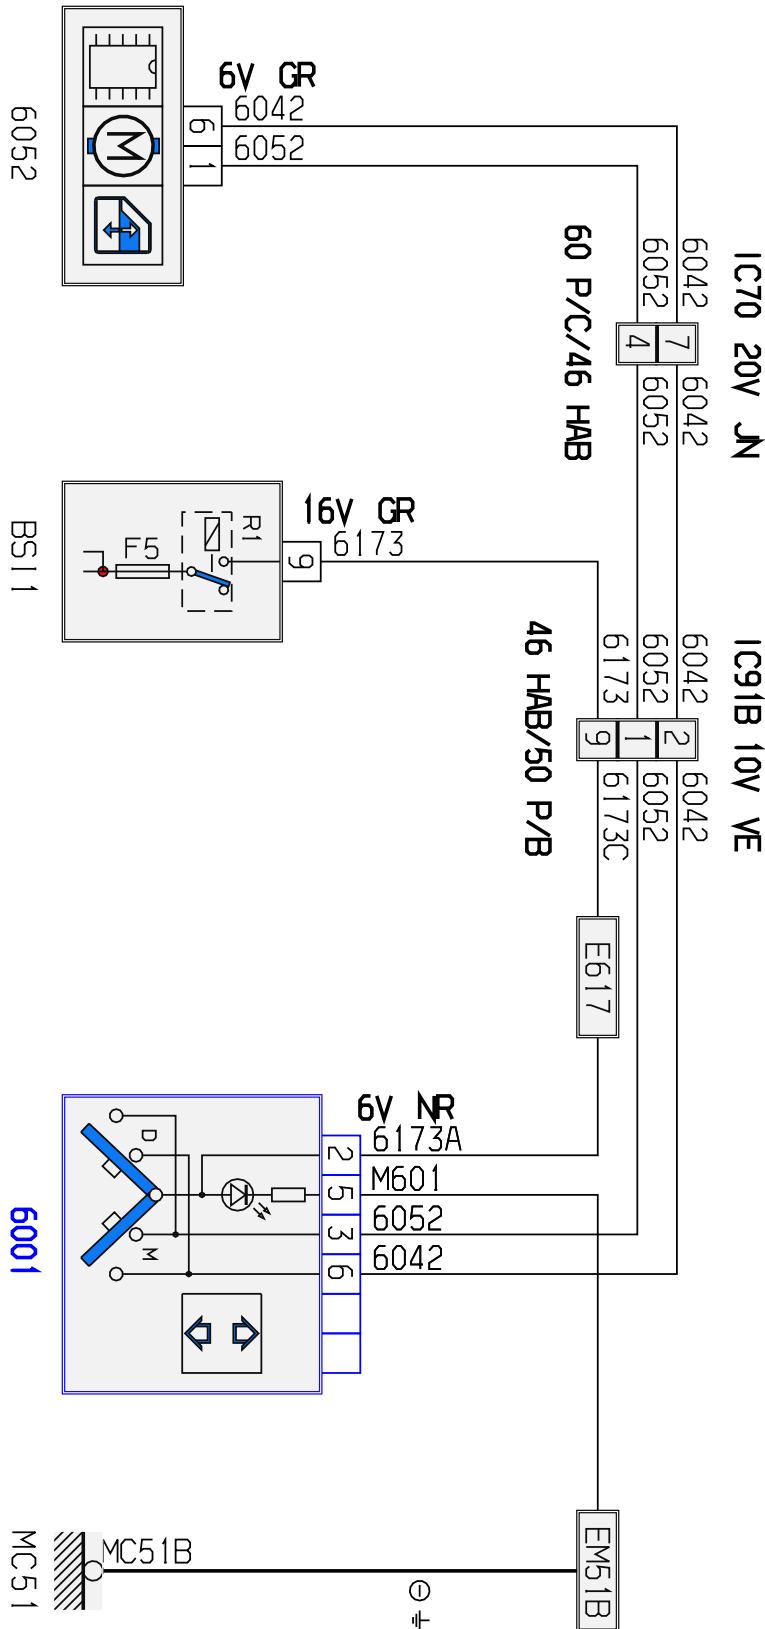 6052
6V GR
6042
6052
6
1
M
60 P/C/46 HAB
IC70 20V JN
6042
6052
7
4
6042
6052
BSI1
16V GR
6173
9
R1
F5
46 HAB/50 P/B
IC91B 10V VE
6042
6052
6173
2
1
9
6042
6052
6173C
E617
6001
6V NR
6173A
M601
6052
6042
2
5
3
6
D
M
MC51
MC51B
EM51B